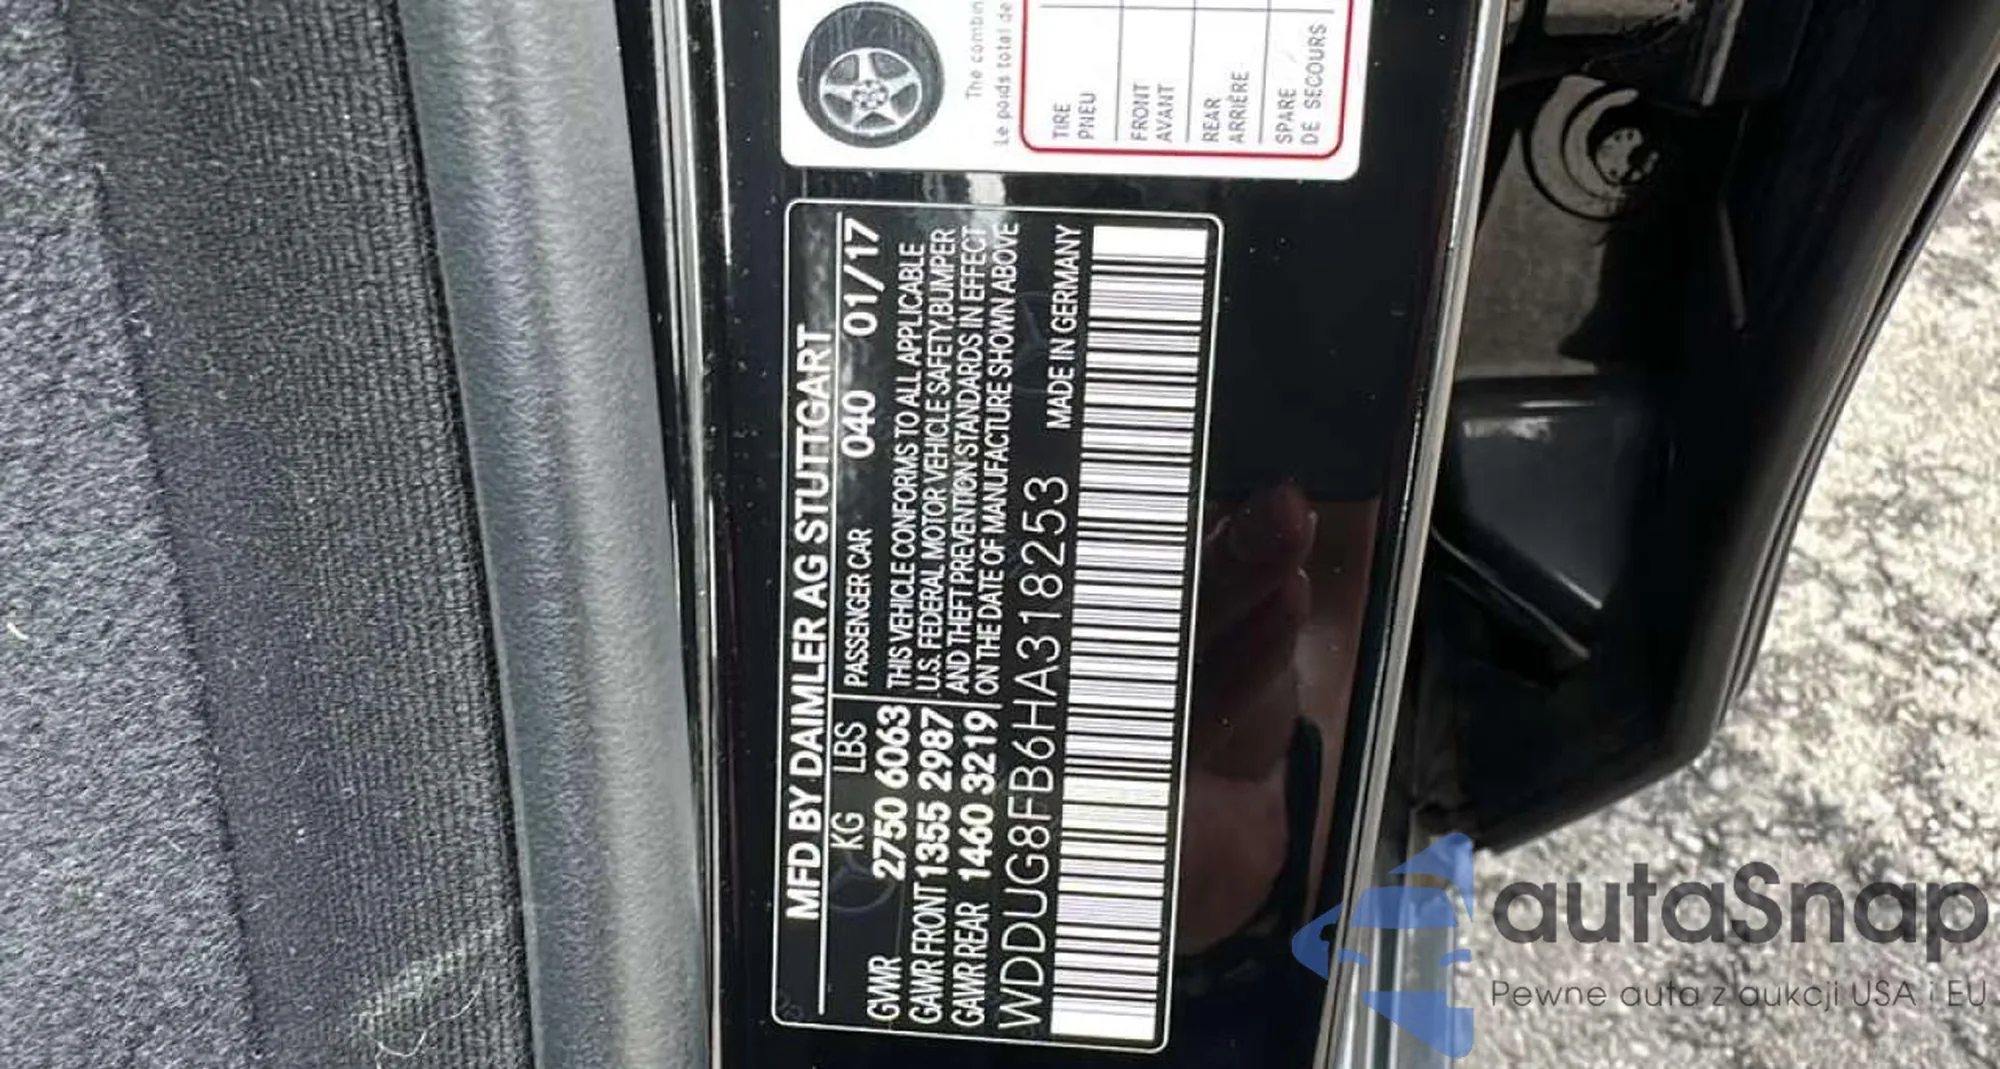 The combin
Le poids total de
TIRE
PNEU
FRONT
AVANT
REAR
ARRIÈRE
SPARE
DE SECOURS
MFD BY DAIMLER AG STUTTGART
KG LBS PASSENGER CAR 040 01/17
GWR 2750 6063 THIS VEHICLE CONFORMS TO ALL APPLICABLE
GAWR FRONT 1355 2987 U.S. FEDERAL MOTOR VEHICLE SAFETY, BUMPER
GAWR REAR 1460 3219 AND THEFT PREVENTION STANDARDS IN EFFECT
ON THE DATE OF MANUFACTURE SHOWN ABOVE
WDDUG8FB6HA318253 MADE IN GERMANY
autaSnap
Pewne auta z aukcji USA i EU